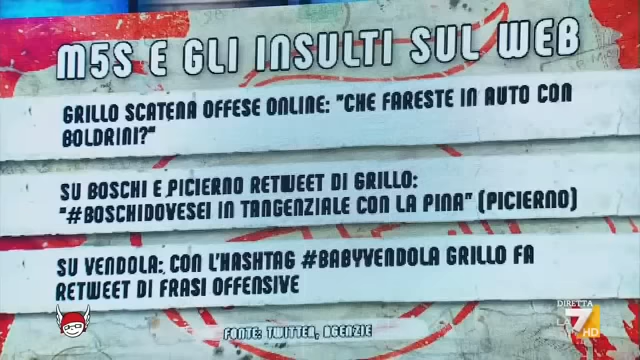 M5S E GLI INSULTI SUL WEB
GRILLO SCATENA OFFESE ONLINE: "CHE FARESTE IN AUTO CON
BOLDRINI?"
SU BOSCHI E PICIERNO RETWEET DI GRILLO:
"#BOSCHIDOVESEI IN TANGENZIALE CON LA PINA" (PICIERNO)
SU VENDOLA: CON L'HASHTAG #BABYVENDOLA GRILLO FA
RETWEET DI FRASI OFFENSIVE
FONTE: TWITTER, AGENZIE
DIRETTA
LA 7 HD